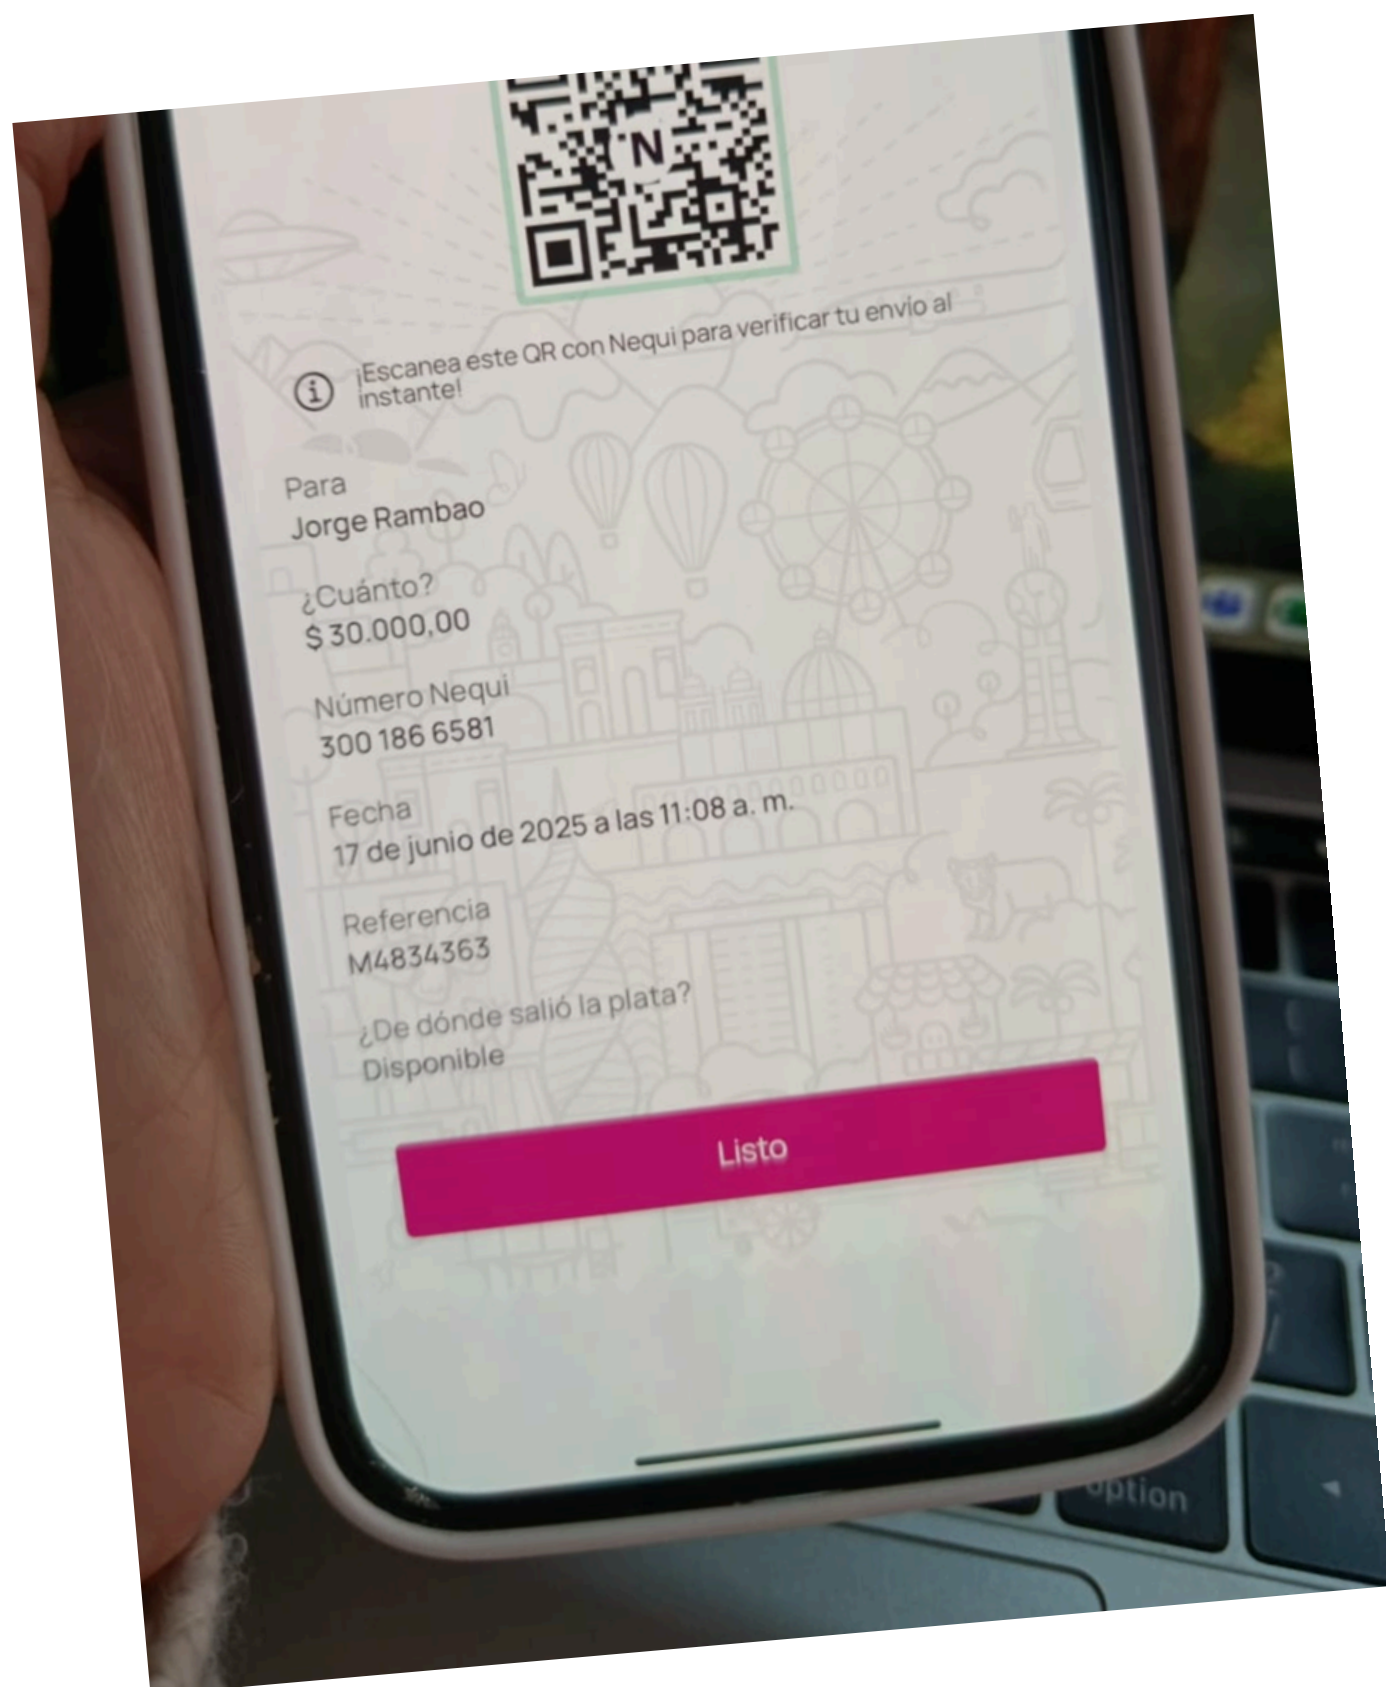 N
¡Escanea este QR con Nequi para verificar tu envío al
instante!
Para
Jorge Rambao
¿Cuánto?
$ 30.000,00
Número Nequi
300 186 6581
Fecha
17 de junio de 2025 a las 11:08 a. m.
Referencia
M4834363
¿De dónde salió la plata?
Disponible
Listo
?
/
option
◄